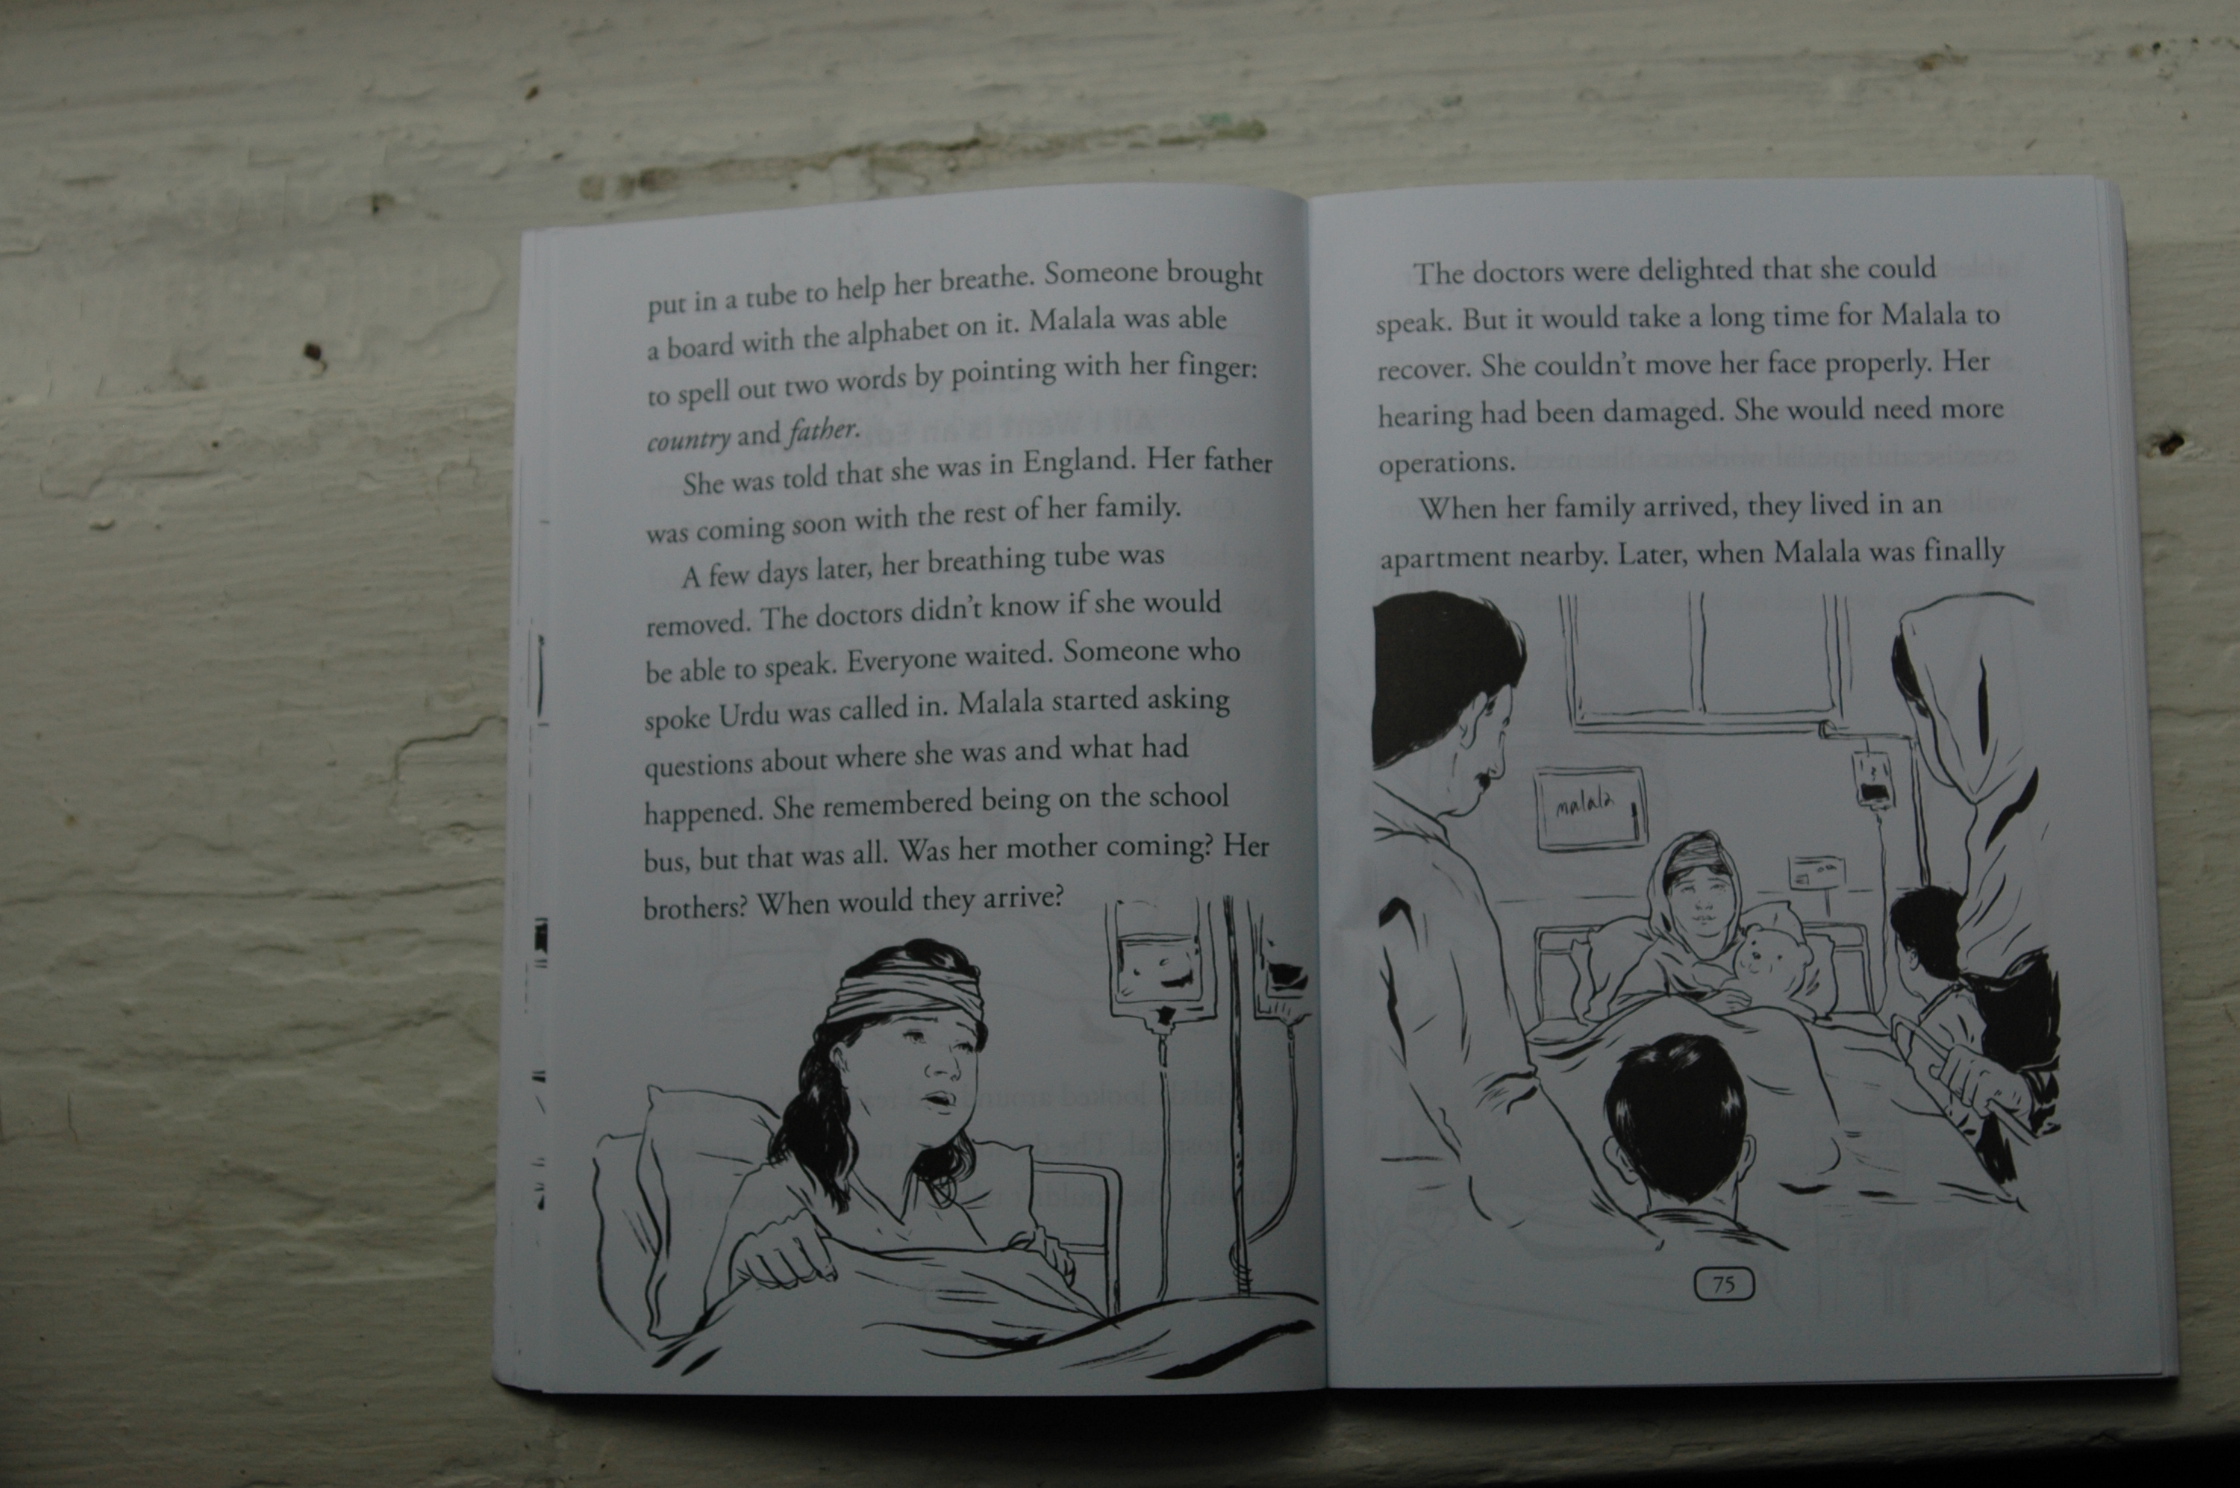 put in a tube to help her breathe. Someone brought
a board with the alphabet on it. Malala was able
to spell out two words by pointing with her finger:
country and father.
She was told that she was in England. Her father
was coming soon with the rest of her family.
A few days later, her breathing tube was
removed. The doctors didn't know if she would
be able to speak. Everyone waited. Someone who
spoke Urdu was called in. Malala started asking
questions about where she was and what had
happened. She remembered being on the school
bus, but that was all. Was her mother coming? Her
brothers? When would they arrive?
The doctors were delighted that she could
speak. But it would take a long time for Malala to
recover. She couldn't move her face properly. Her
hearing had been damaged. She would need more
operations.
When her family arrived, they lived in an
apartment nearby. Later, when Malala was finally
malala
75